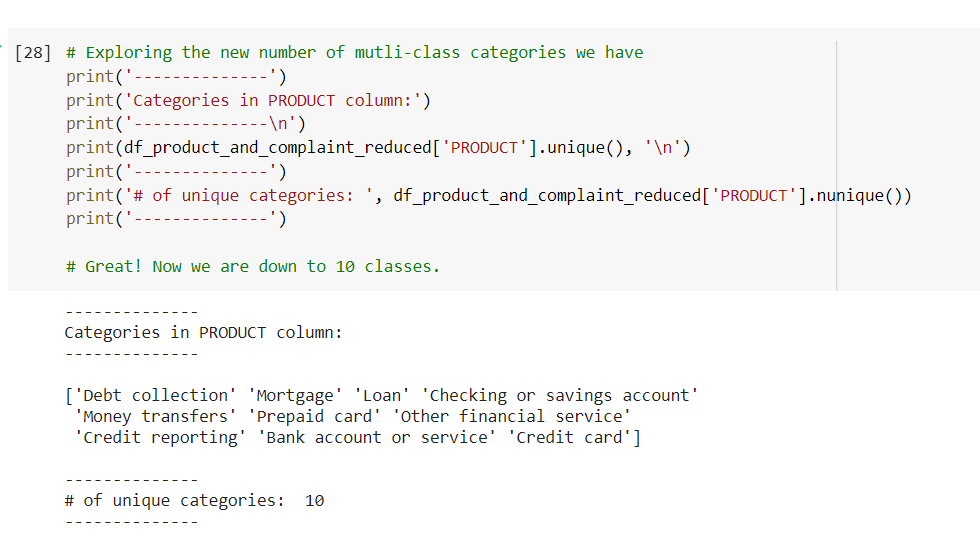 [28] # Exploring the new number of mutli-class categories we have
print('--------------')
print('Categories in PRODUCT column:')
print('--------------\n')
print(df_product_and_complaint_reduced['PRODUCT'].unique(), '\n')
print('--------------')
print('# of unique categories: ', df_product_and_complaint_reduced['PRODUCT'].nunique())
print('--------------')
# Great! Now we are down to 10 classes.
--------------
Categories in PRODUCT column:
--------------
['Debt collection' 'Mortgage' 'Loan' 'Checking or savings account'
'Money transfers' 'Prepaid card' 'Other financial service'
'Credit reporting' 'Bank account or service' 'Credit card']
--------------
# of unique categories:  10
--------------